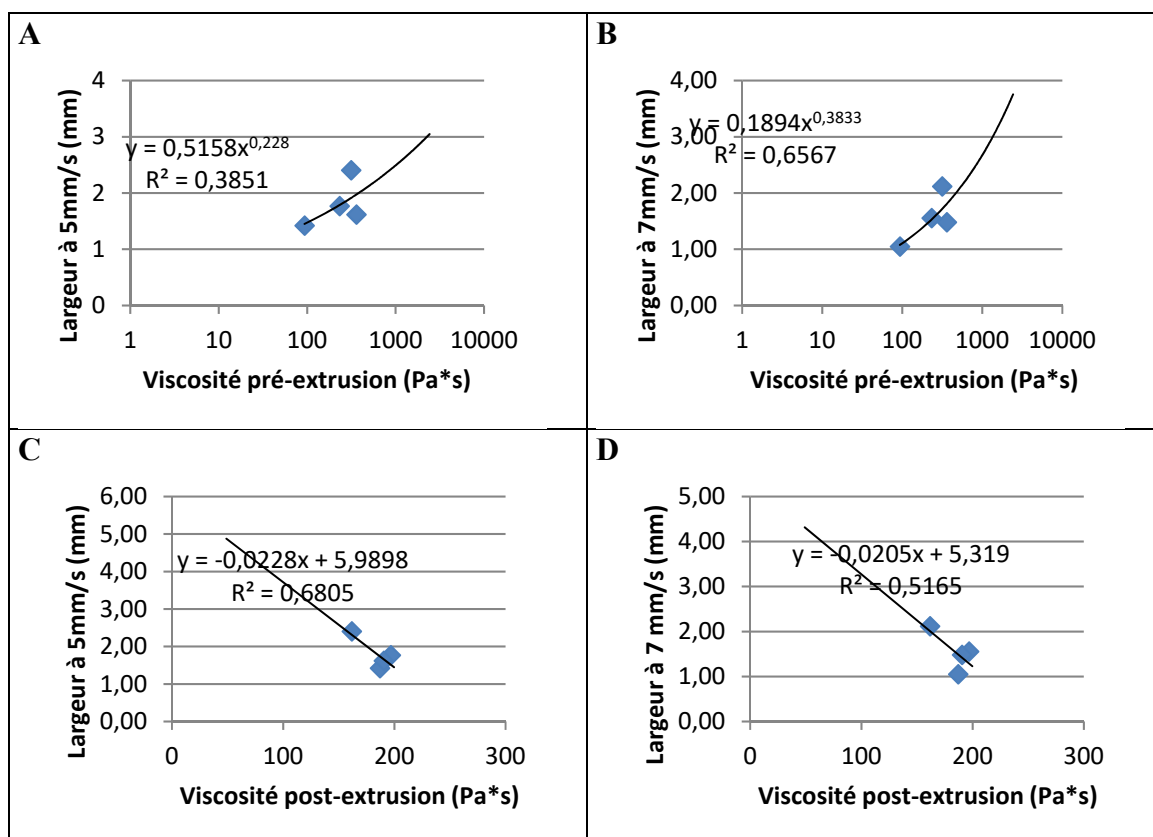 A
4
3
2
1
0
1
10
100
1000
10000
y = 0,5158x^0,228
R² = 0,3851
Largeur à 5mm/s (mm)
Viscosité pré-extrusion (Pa*s)
B
4,00
3,00
2,00
1,00
0,00
1
10
100
1000
10000
y = 0,1894x^0,3833
R² = 0,6567
Largeur à 7mm/s (mm)
Viscosité pré-extrusion (Pa*s)
C
6,00
5,00
4,00
3,00
2,00
1,00
0,00
0
100
200
300
y = -0,0228x + 5,9898
R² = 0,6805
Largeur à 5mm/s (mm)
Viscosité post-extrusion (Pa*s)
D
5,00
4,00
3,00
2,00
1,00
0,00
0
100
200
300
y = -0,0205x + 5,319
R² = 0,5165
Largeur à 7 mm/s (mm)
Viscosité post-extrusion (Pa*s)